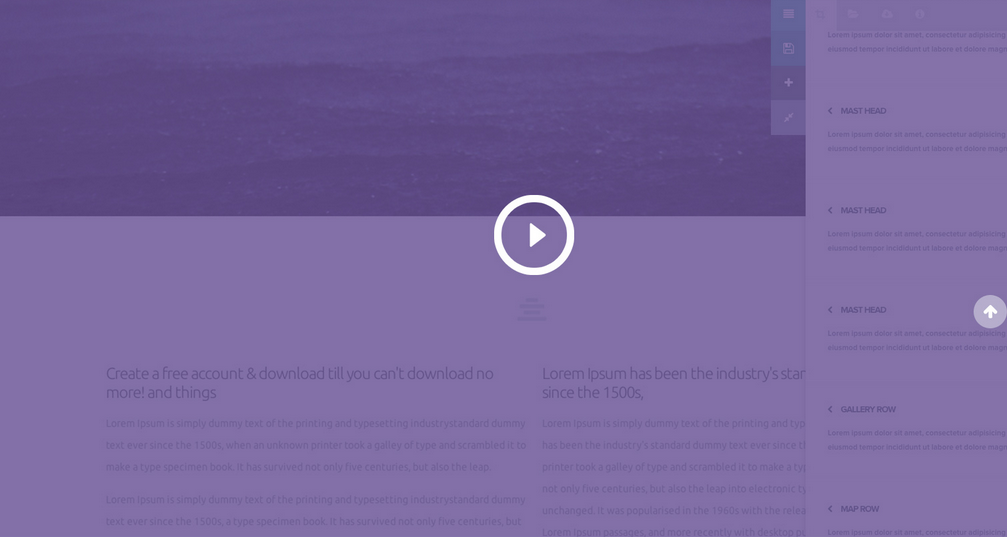 Create a free account & download till you can't download no
more! and things
Lorem Ipsum is simply dummy text of the printing and typesetting industrystandard dummy
text ever since the 1500s, when an unknown printer took a galley of type and scrambled it to
make a type specimen book. It has survived not only five centuries, but also the leap.
Lorem Ipsum is simply dummy text of the printing and typesetting industrystandard dummy
text ever since the 1500s, a type specimen book. It has survived not only five centuries, but
Lorem Ipsum has been the industry's star
since the 1500s,
Lorem Ipsum is simply dummy text of the printing and typ
has been the industry's standard dummy text ever since t
printer took a galley of type and scrambled it to make a ty
not only five centuries, but also the leap into electronic ty
unchanged. It was popularised in the 1960s with the relea
Lorem Ipsum passages, and more recently with desktop p
Lorem ipsum dolor sit amet, consectetur adipisicing
eiusmod tempor incididunt ut labore et dolore magn
MAST HEAD
Lorem ipsum dolor sit amet, consectetur adipisicing
eiusmod tempor incididunt ut labore et dolore magn
MAST HEAD
Lorem ipsum dolor sit amet, consectetur adipisicing
eiusmod tempor incididunt ut labore et dolore magn
MAST HEAD
Lorem ipsum dolor sit amet, consectetur adipisicing
eiusmod tempor incididunt ut labore et dolore magn
GALLERY ROW
Lorem ipsum dolor sit amet, consectetur adipisicing
eiusmod tempor incididunt ut labore et dolore magn
MAP ROW
Lorem ipsum dolor sit amet, consectetur adipisicing